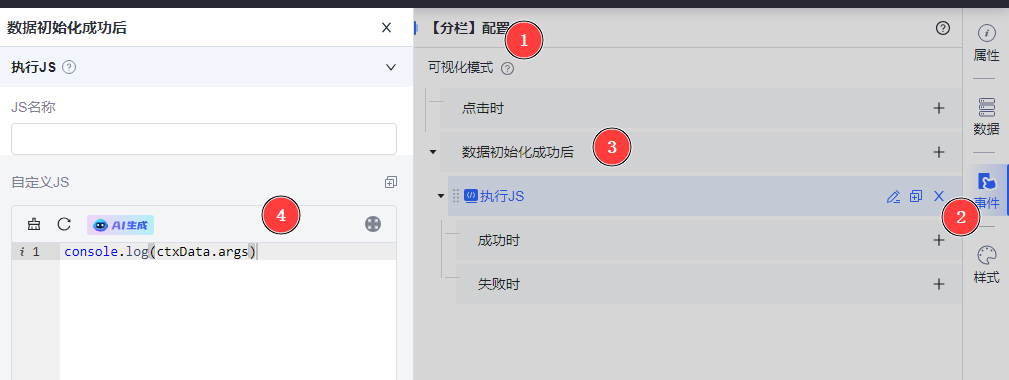 数据初始化成功后
执行JS
JS名称
自定义JS
AI生成
4
i 1 console.log(ctxData.args)
【分栏】配置
1
可视化模式
点击时
数据初始化成功后
3
执行JS
成功时
失败时
属性
数据
事件
2
样式